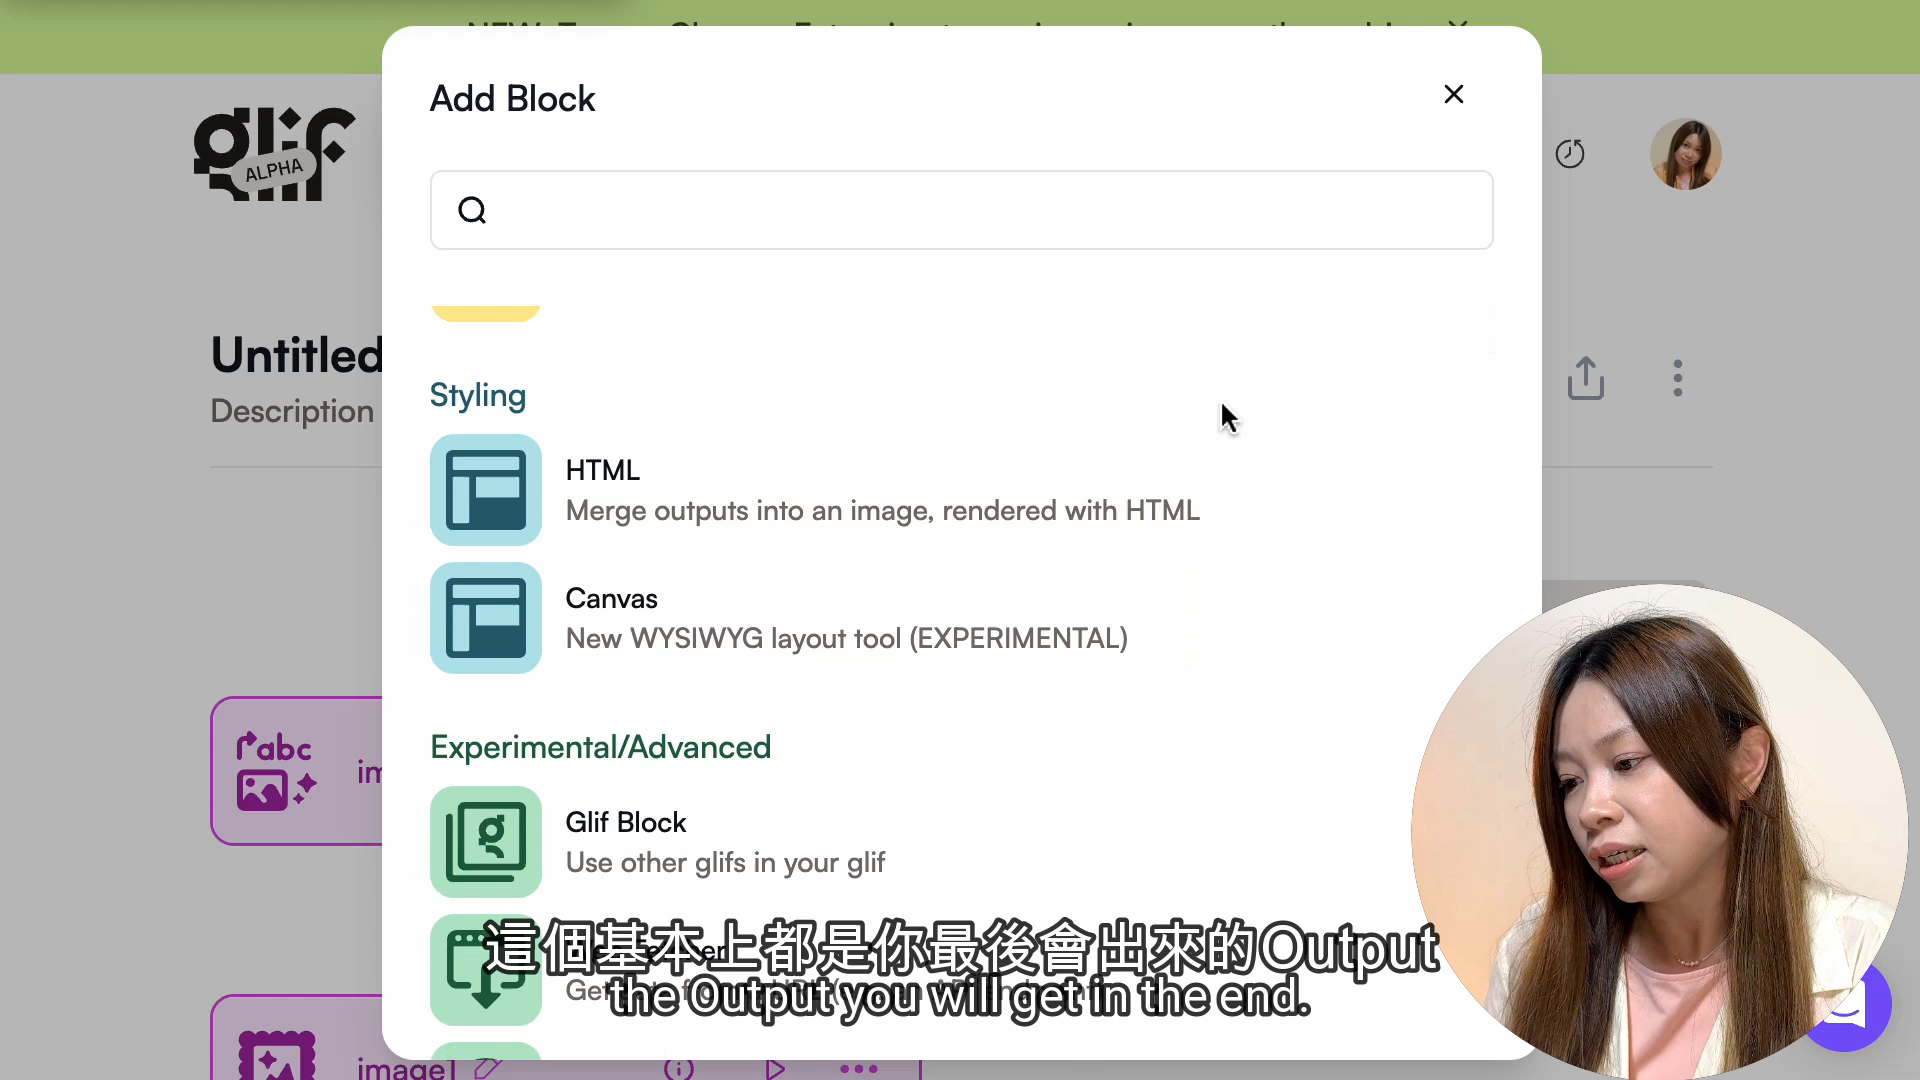 Add Block
glif
ALPHA
Untitled
Description
Styling
HTML
Merge outputs into an image, rendered with HTML
Canvas
New WYSIWYG layout tool (EXPERIMENTAL)
Experimental/Advanced
abc
Glif Block
Use other glifs in your glif
這個基本上都是你最後會出來的Output
the Output you will get in the end.
image1